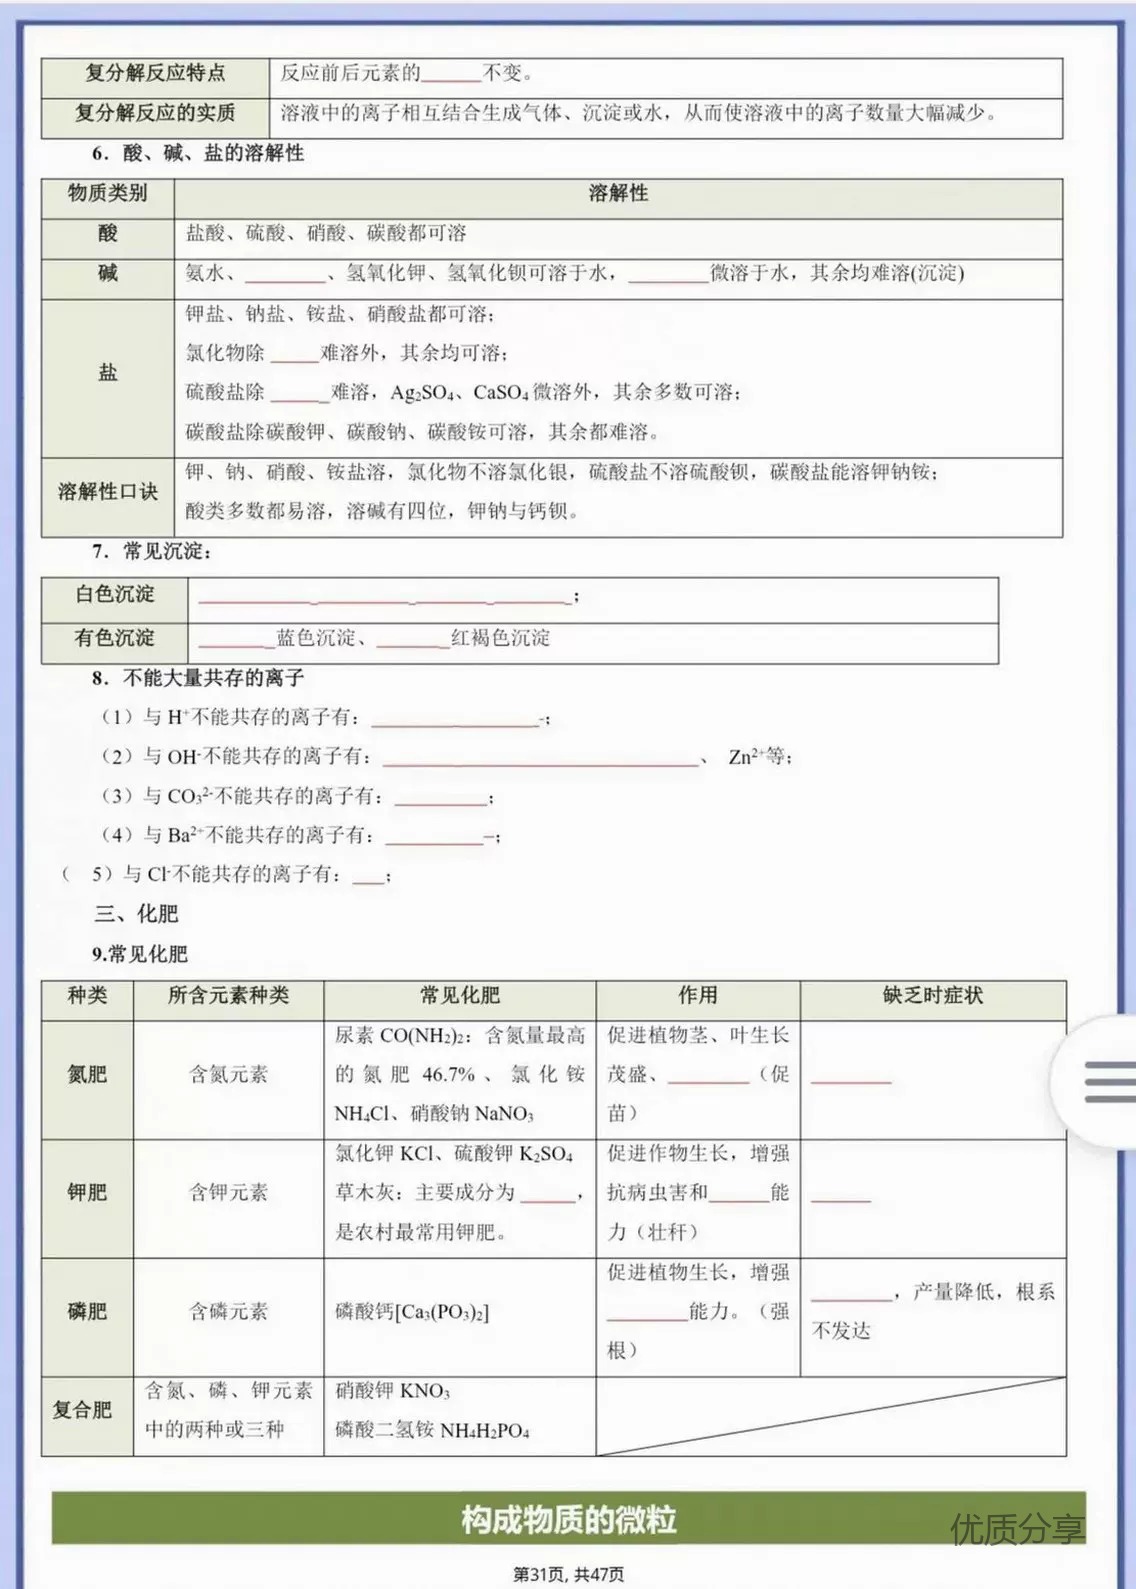 复分解反应特点 反应前后元素的______不变。
复分解反应的实质 溶液中的离子相互结合生成气体、沉淀或水，从而使溶液中的离子数量大幅减少。
6．酸、碱、盐的溶解性
物质类别 溶解性
酸 盐酸、硫酸、硝酸、碳酸都可溶
碱 氨水、________、氢氧化钾、氢氧化钡可溶于水，________微溶于水，其余均难溶(沉淀)
钾盐、钠盐、铵盐、硝酸盐都可溶；
氯化物除 _____难溶外，其余均可溶；
盐
硫酸盐除 ______难溶，Ag₂SO₄、CaSO₄ 微溶外，其余多数可溶；
碳酸盐除碳酸钾、碳酸钠、碳酸铵可溶，其余都难溶。
溶解性口诀
钾、钠、硝酸、铵盐溶，氯化物不溶氯化银，硫酸盐不溶硫酸钡，碳酸盐能溶钾钠铵；
酸类多数都易溶，溶碱有四位，钾钠与钙钡。
7．常见沉淀：
白色沉淀 ___________ _________ _______ ________；
有色沉淀 ________蓝色沉淀、________红褐色沉淀
8．不能大量共存的离子
（1）与 H⁺不能共存的离子有：_________________-；
（2）与 OH⁻不能共存的离子有：________________________________、 Zn²⁺等；
（3）与 CO₃²⁻不能共存的离子有：_________；
（4）与 Ba²⁺不能共存的离子有：__________–；
（ 5）与 Cl⁻不能共存的离子有：___；
三、化肥
9.常见化肥
种类 所含元素种类 常见化肥 作用 缺乏时症状
氮肥 含氮元素
尿素 CO(NH₂)₂：含氮量最高
的氮肥 46.7%、氯化铵
NH₄Cl、硝酸钠 NaNO₃
促进植物茎、叶生长
茂盛、________（促
苗）
________
钾肥 含钾元素
氯化钾 KCl、硫酸钾 K₂SO₄
草木灰：主要成分为 _____，
是农村最常用钾肥。
促进作物生长，增强
抗病虫害和______能
力（壮秆）
______
磷肥 含磷元素
磷酸钙[Ca₃(PO₃)₂]
促进植物生长，增强
________能力。（强
根）
________，产量降低，根系
不发达
复合肥
含氮、磷、钾元素
中的两种或三种
硝酸钾 KNO₃
磷酸二氢铵 NH₄H₂PO₄
构成物质的微粒
优质分享
第31页, 共47页